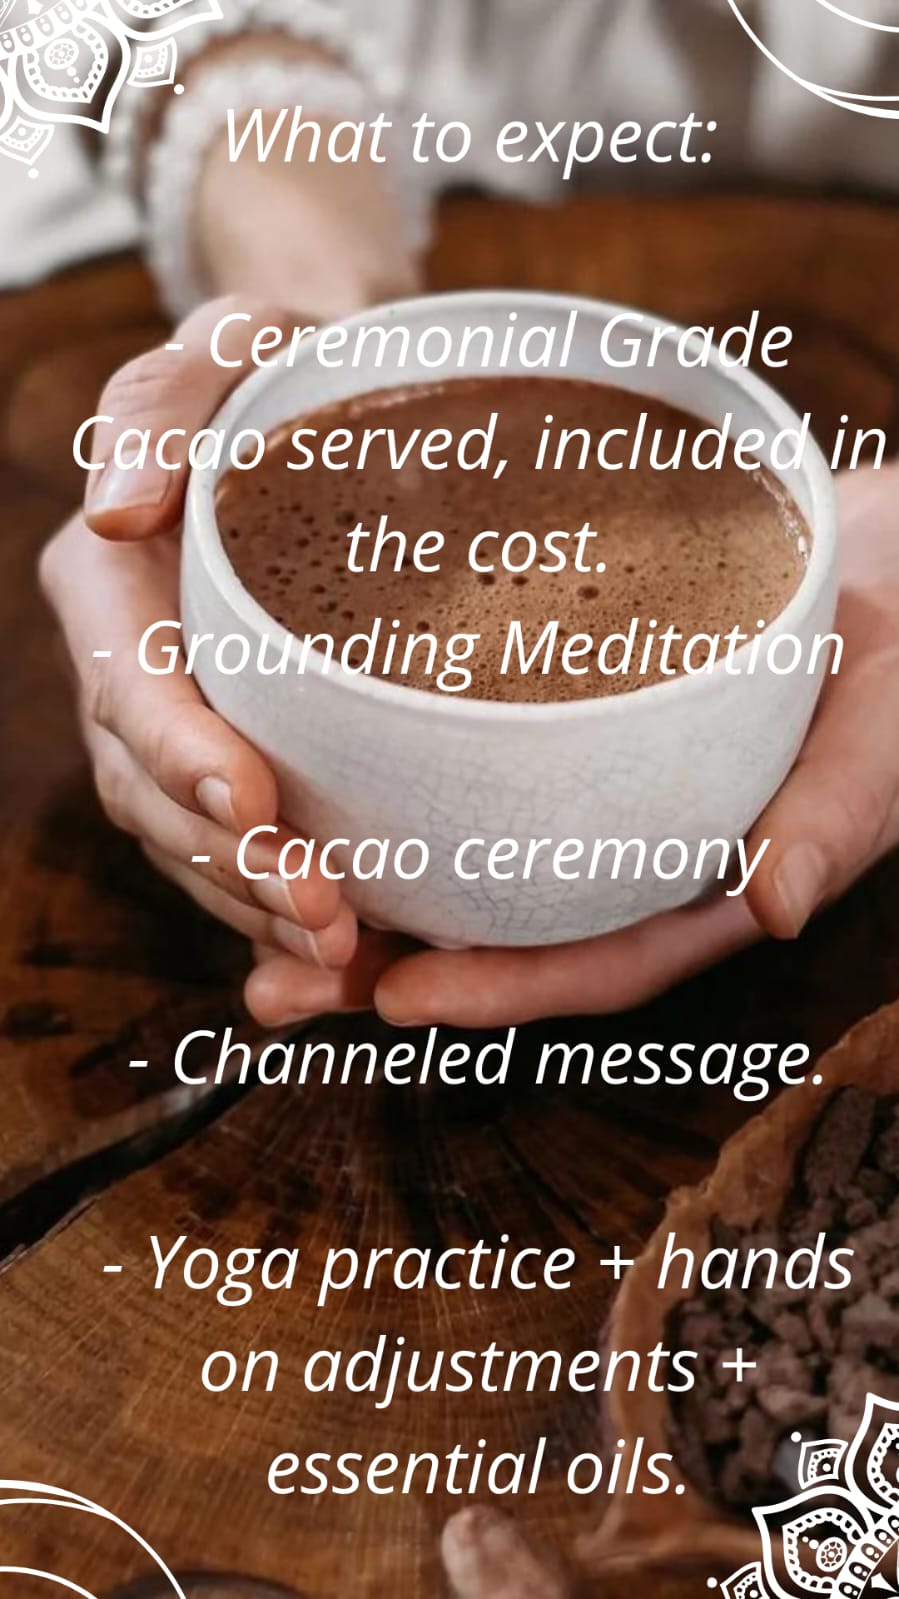 What to expect:
- Ceremonial Grade
Cacao served, included in
the cost.
- Grounding Meditation
- Cacao ceremony
- Channeled message.
- Yoga practice + hands
on adjustments +
essential oils.